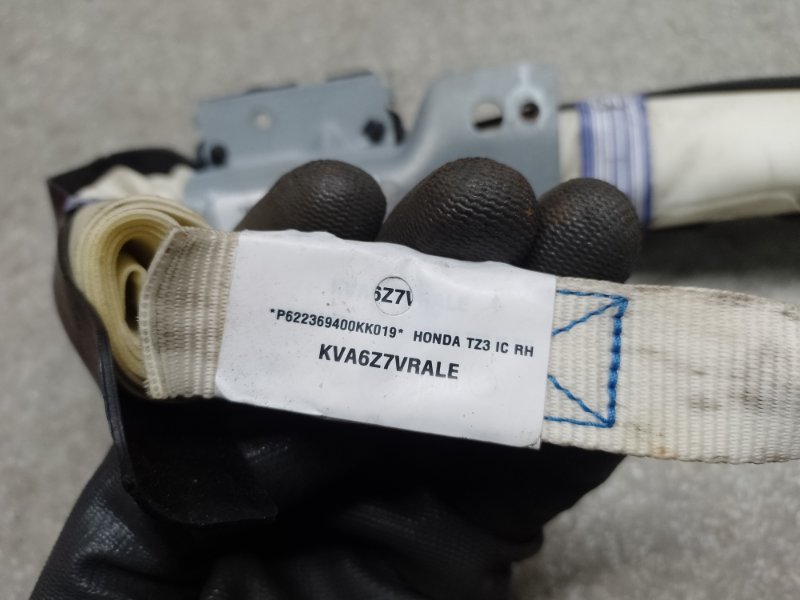 6Z7V
*P622369400KK019* HONDA TZ3 IC RH
KVA6Z7VRALE